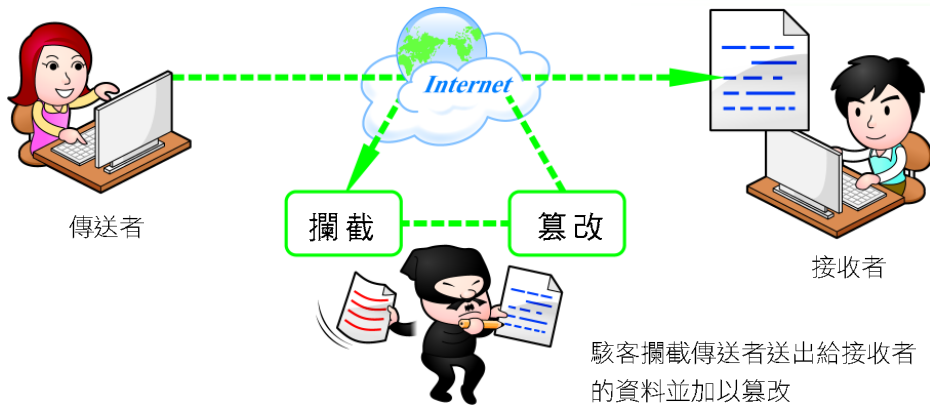 Internet
傳送者
攔截
篡改
接收者
駭客攔截傳送者送出給接收者
的資料並加以篡改